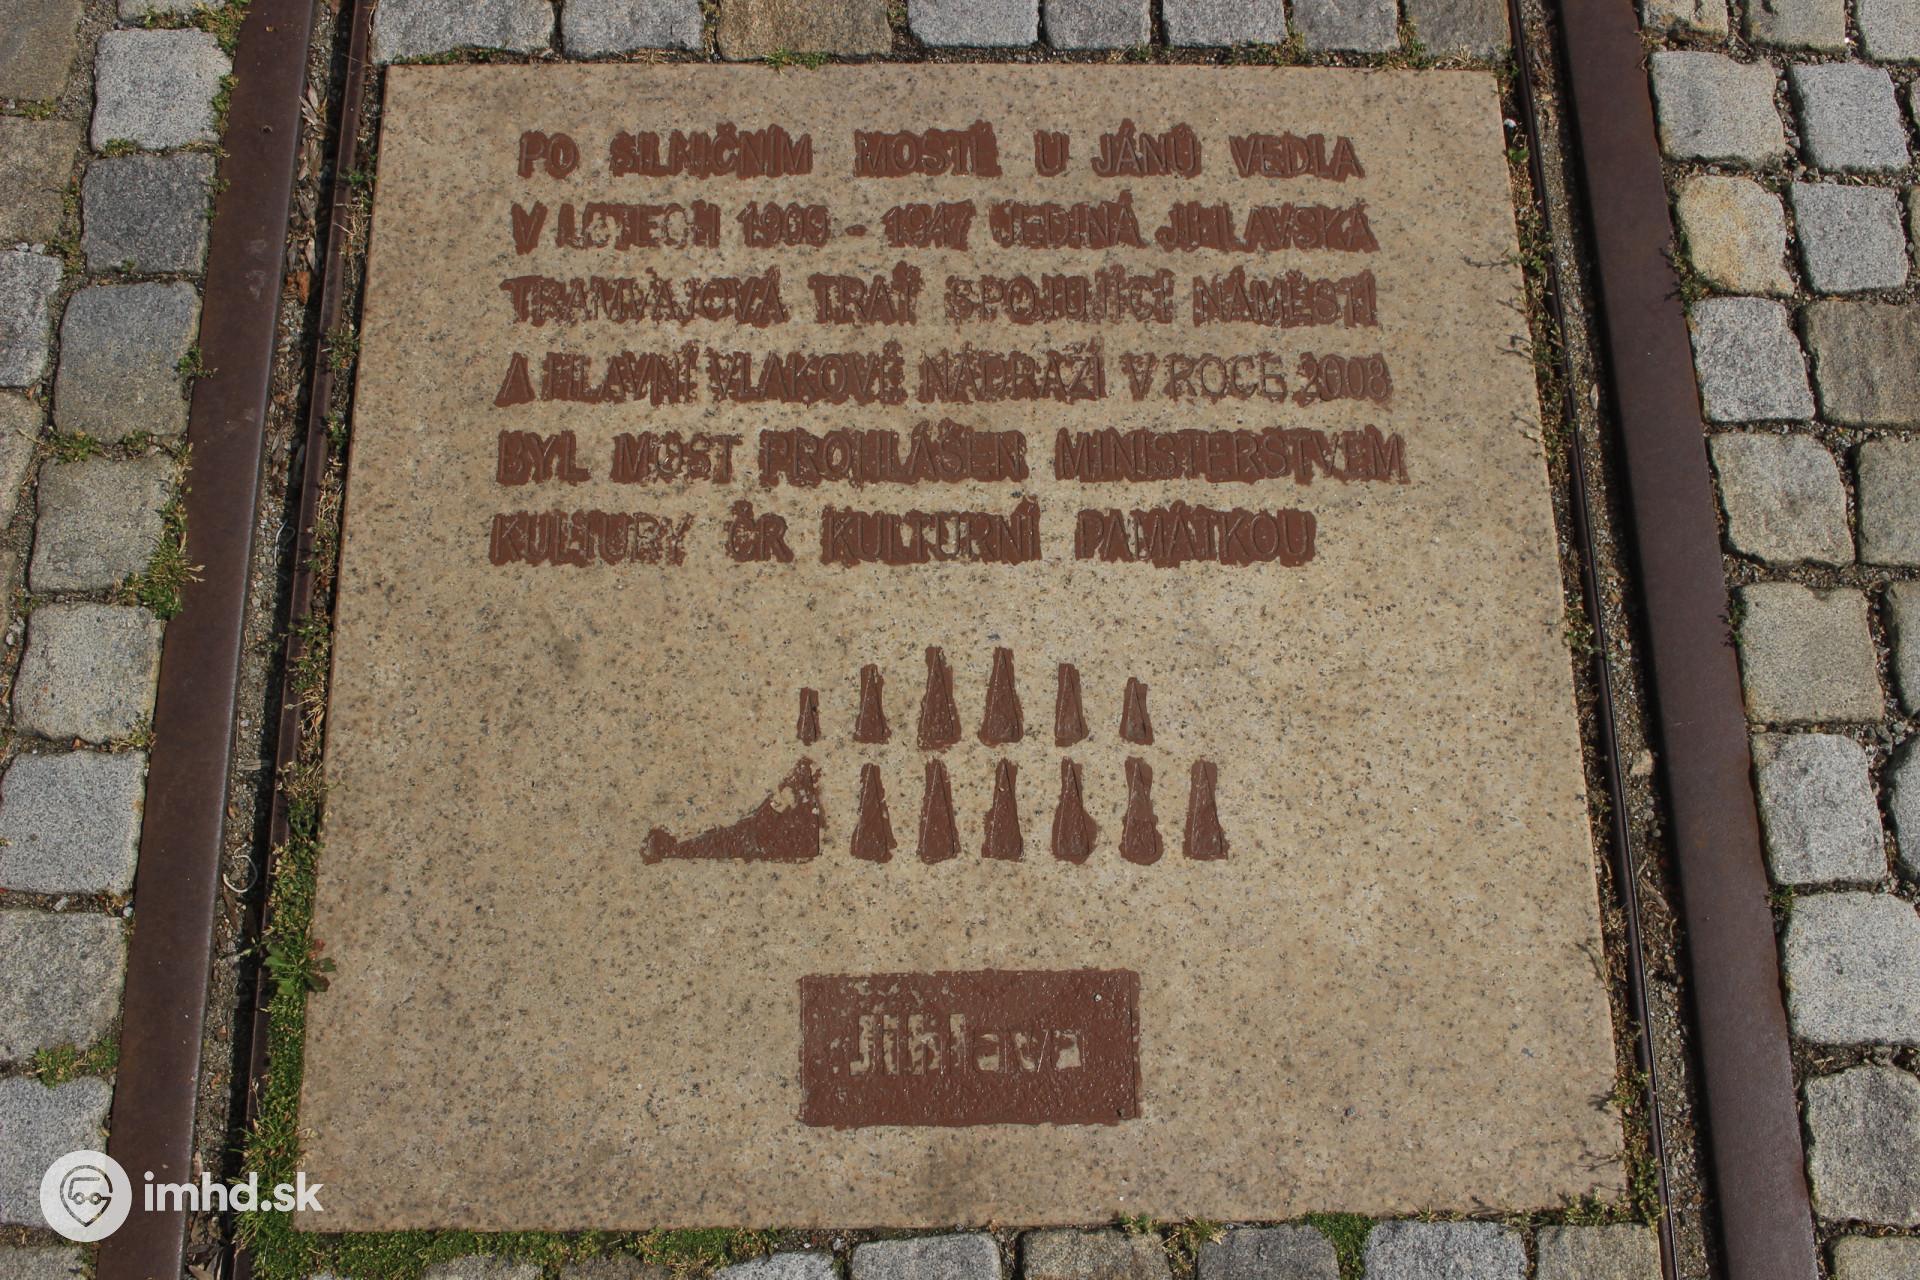 PO SILNIČNÍM MOSTĚ U JÁNŮ VEDLA
V LETECH 1909 - 1947 JEDINÁ JIHLAVSKÁ
TRAMVAJOVÁ TRAŤ SPOJUJÍCÍ NÁMĚSTÍ
A HLAVNÍ VLAKOVÉ NÁDRAŽÍ V ROCE 2008
BYL MOST PROHLÁŠEN MINISTERSTVEM
KULTURY ČR KULTURNÍ PAMÁTKOU
Jihlava
imhd.sk